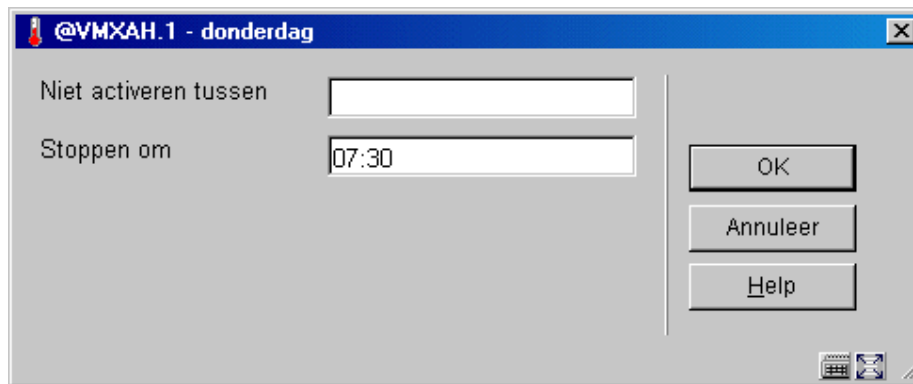 @VMXAH.1 - donderdag
Niet activeren tussen
Stoppen om 07:30
OK
Annuleer
Help